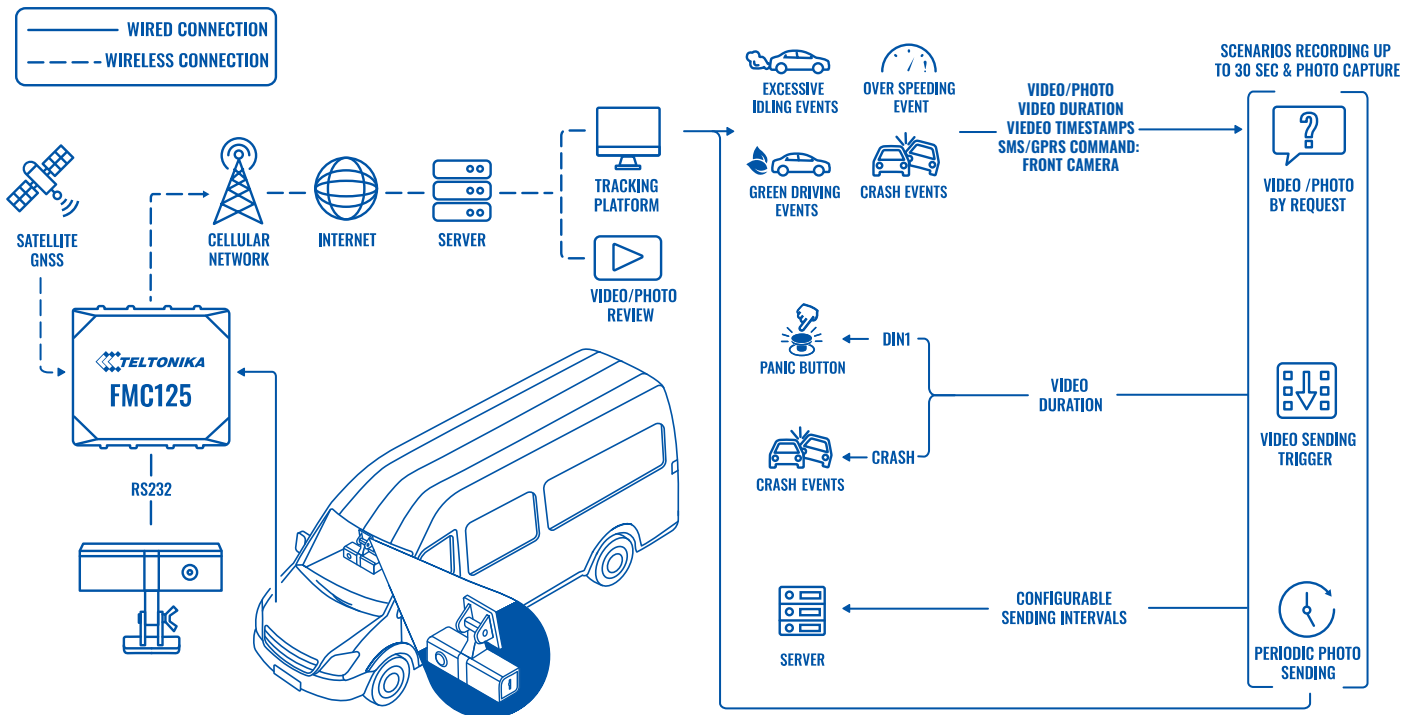 WIRED CONNECTION
WIRELESS CONNECTION
SATELLITE
GNSS
CELLULAR
NETWORK
INTERNET
SERVER
TRACKING
PLATFORM
VIDEO/PHOTO
REVIEW
TELTONIKA
FMC125
RS232
EXCESSIVE
IDLING EVENTS
OVER SPEEDING
EVENT
GREEN DRIVING
EVENTS
CRASH EVENTS
VIDEO/PHOTO
VIDEO DURATION
VIEDEO TIMESTAMPS
SMS/GPRS COMMAND:
FRONT CAMERA
SCENARIOS RECORDING UP
TO 30 SEC & PHOTO CAPTURE
?
VIDEO /PHOTO
BY REQUEST
PANIC BUTTON
DIN1
CRASH EVENTS
CRASH
VIDEO
DURATION
VIDEO SENDING
TRIGGER
SERVER
CONFIGURABLE
SENDING INTERVALS
PERIODIC PHOTO
SENDING